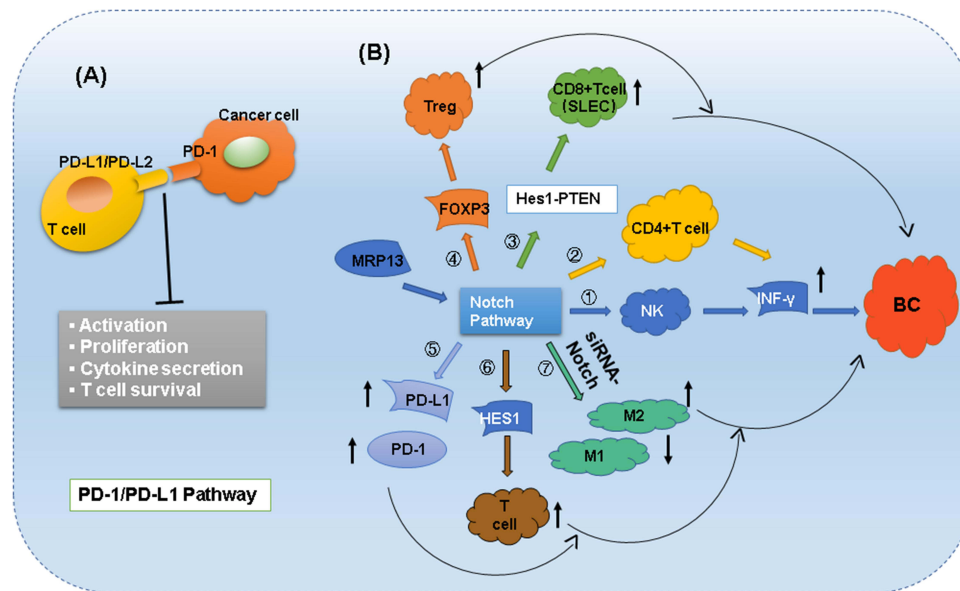 (A)
Cancer cell
PD-1
PD-L1/PD-L2
T cell
▪ Activation
▪ Proliferation
▪ Cytokine secretion
▪ T cell survival
PD-1/PD-L1 Pathway
(B)
Treg
CD8+Tcell
(SLEC)
FOXP3
Hes1-PTEN
CD4+T cell
MRP13
④
③
②
Notch
Pathway
①
NK
INF-γ
BC
⑤
⑥
⑦
siRNA-
Notch
PD-L1
HES1
M2
PD-1
M1
T
cell